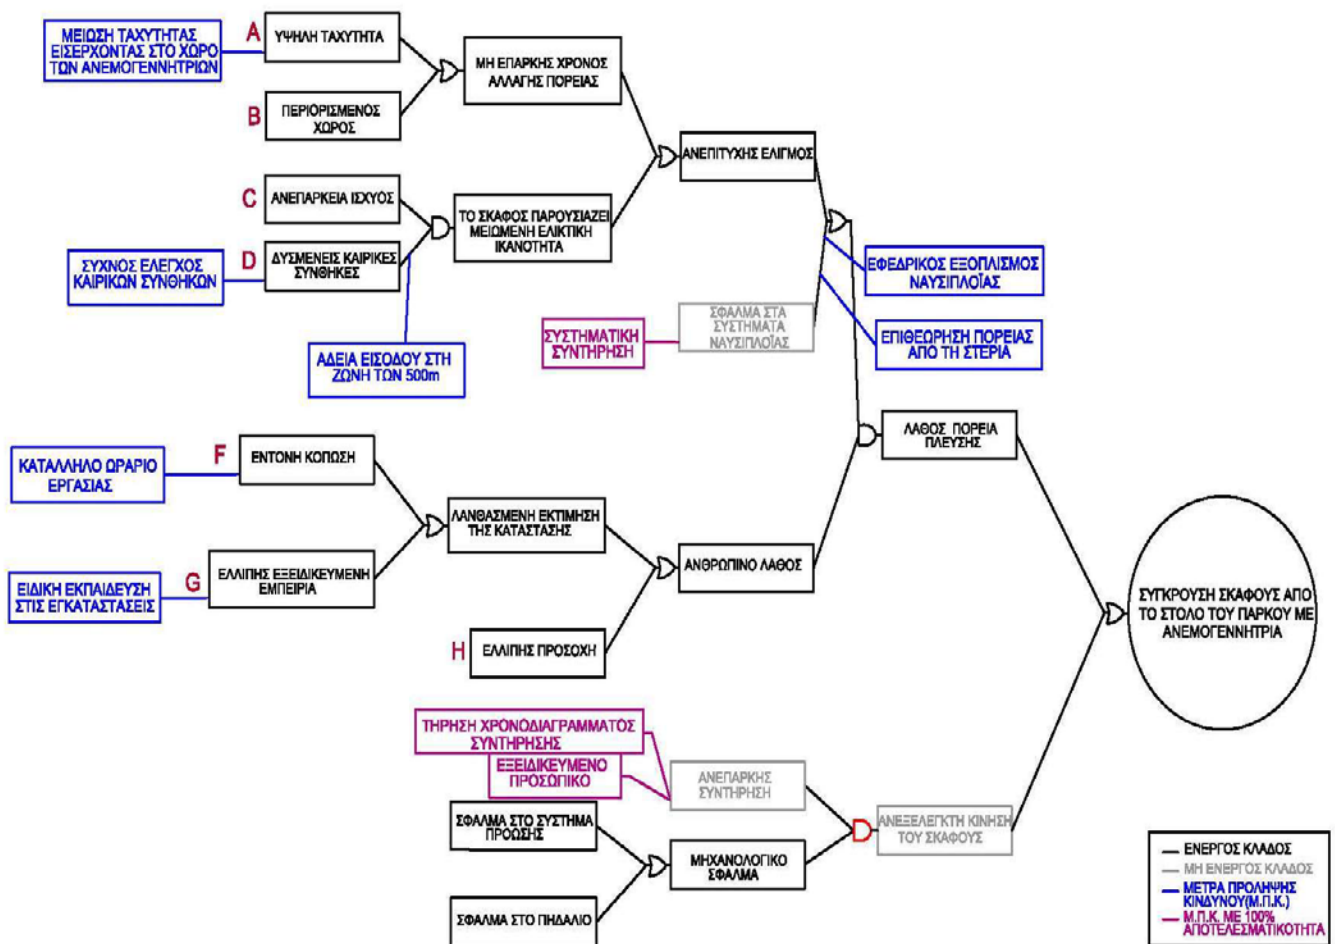 ΜΕΙΩΣΗ ΤΑΧΥΤΗΤΑΣ
ΕΙΣΕΡΧΟΝΤΑΣ ΣΤΟ ΧΩΡΟ
ΤΩΝ ΑΝΕΜΟΓΕΝΝΗΤΡΙΩΝ
A
ΥΨΗΛΗ ΤΑΧΥΤΗΤΑ
B
ΠΕΡΙΟΡΙΣΜΕΝΟΣ
ΧΩΡΟΣ
ΜΗ ΕΠΑΡΚΗΣ ΧΡΟΝΟΣ
ΑΛΛΑΓΗΣ ΠΟΡΕΙΑΣ
C
ΑΝΕΠΑΡΚΕΙΑ ΙΣΧΥΟΣ
ΣΥΧΝΟΣ ΕΛΕΓΧΟΣ
ΚΑΙΡΙΚΩΝ ΣΥΝΘΗΚΩΝ
D
ΔΥΣΜΕΝΕΙΣ ΚΑΙΡΙΚΕΣ
ΣΥΝΘΗΚΕΣ
ΤΟ ΣΚΑΦΟΣ ΠΑΡΟΥΣΙΑΖΕΙ
ΜΕΙΩΜΕΝΗ ΕΛΙΚΤΙΚΗ
ΙΚΑΝΟΤΗΤΑ
ΑΔΕΙΑ ΕΙΣΟΔΟΥ ΣΤΗ
ΖΩΝΗ ΤΩΝ 500m
ΑΝΕΠΙΤΥΧΗΣ ΕΛΙΓΜΟΣ
ΣΥΣΤΗΜΑΤΙΚΗ
ΣΥΝΤΗΡΗΣΗ
ΣΦΑΛΜΑ ΣΤΑ
ΣΥΣΤΗΜΑΤΑ
ΝΑΥΣΙΠΛΟΪΑΣ
ΕΦΕΔΡΙΚΟΣ ΕΞΟΠΛΙΣΜΟΣ
ΝΑΥΣΙΠΛΟΪΑΣ
ΕΠΙΘΕΩΡΗΣΗ ΠΟΡΕΙΑΣ
ΑΠΟ ΤΗ ΣΤΕΡΙΑ
ΛΑΘΟΣ ΠΟΡΕΙΑ
ΠΛΕΥΣΗΣ
ΚΑΤΑΛΛΗΛΟ ΩΡΑΡΙΟ
ΕΡΓΑΣΙΑΣ
F
ΕΝΤΟΝΗ ΚΟΠΩΣΗ
ΕΙΔΙΚΗ ΕΚΠΑΙΔΕΥΣΗ
ΣΤΙΣ ΕΓΚΑΤΑΣΤΑΣΕΙΣ
G
ΕΛΛΙΠΗΣ ΕΞΕΙΔΙΚΕΥΜΕΝΗ
ΕΜΠΕΙΡΙΑ
ΛΑΝΘΑΣΜΕΝΗ ΕΚΤΙΜΗΣΗ
ΤΗΣ ΚΑΤΑΣΤΑΣΗΣ
H
ΕΛΛΙΠΗΣ ΠΡΟΣΟΧΗ
ΑΝΘΡΩΠΙΝΟ ΛΑΘΟΣ
ΣΥΓΚΡΟΥΣΗ ΣΚΑΦΟΥΣ ΑΠΟ
ΤΟ ΣΤΟΛΟ ΤΟΥ ΠΑΡΚΟΥ ΜΕ
ΑΝΕΜΟΓΕΝΝΗΤΡΙΑ
ΤΗΡΗΣΗ ΧΡΟΝΟΔΙΑΓΡΑΜΜΑΤΟΣ
ΣΥΝΤΗΡΗΣΗΣ
ΕΞΕΙΔΙΚΕΥΜΕΝΟ
ΠΡΟΣΩΠΙΚΟ
ΑΝΕΠΑΡΚΗΣ
ΣΥΝΤΗΡΗΣΗ
ΣΦΑΛΜΑ ΣΤΟ ΣΥΣΤΗΜΑ
ΠΡΟΩΣΗΣ
ΣΦΑΛΜΑ ΣΤΟ ΠΗΔΑΛΙΟ
ΜΗΧΑΝΟΛΟΓΙΚΟ
ΣΦΑΛΜΑ
ΑΝΕΞΕΛΕΓΚΤΗ ΚΙΝΗΣΗ
ΤΟΥ ΣΚΑΦΟΥΣ
ΕΝΕΡΓΟΣ ΚΛΑΔΟΣ
ΜΗ ΕΝΕΡΓΟΣ ΚΛΑΔΟΣ
ΜΕΤΡΑ ΠΡΟΛΗΨΗΣ
ΚΙΝΔΥΝΟΥ(Μ.Π.Κ.)
Μ.Π.Κ. ΜΕ 100%
ΑΠΟΤΕΛΕΣΜΑΤΙΚΟΤΗΤΑ